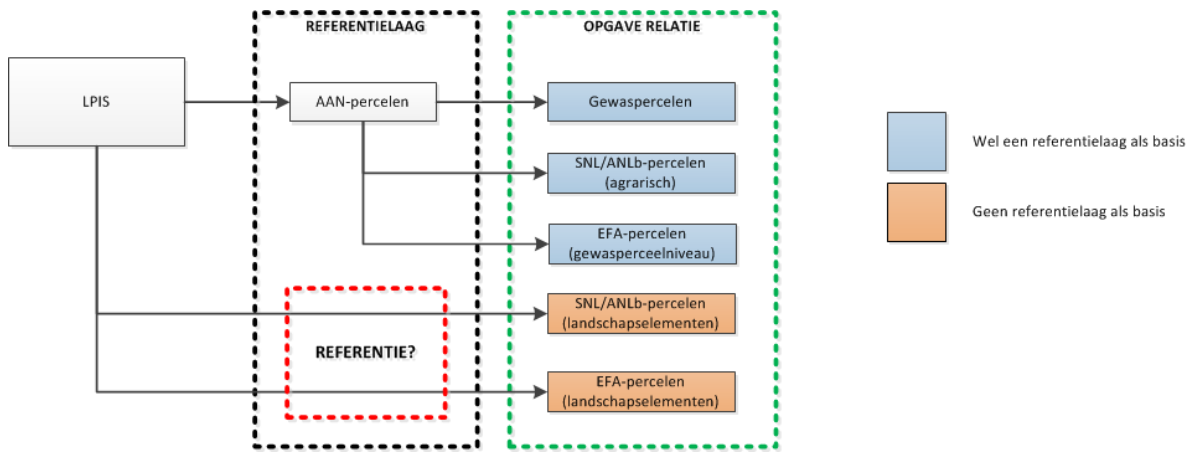 REFERENTIELAAG
OPGAVE RELATIE
LPIS
AAN-percelen
Gewaspercelen
SNL/ANLb-percelen
(agrarisch)
EFA-percelen
(gewasperceelniveau)
SNL/ANLb-percelen
(landschapselementen)
REFERENTIE?
EFA-percelen
(landschapselementen)
Wel een referentielaag als basis
Geen referentielaag als basis